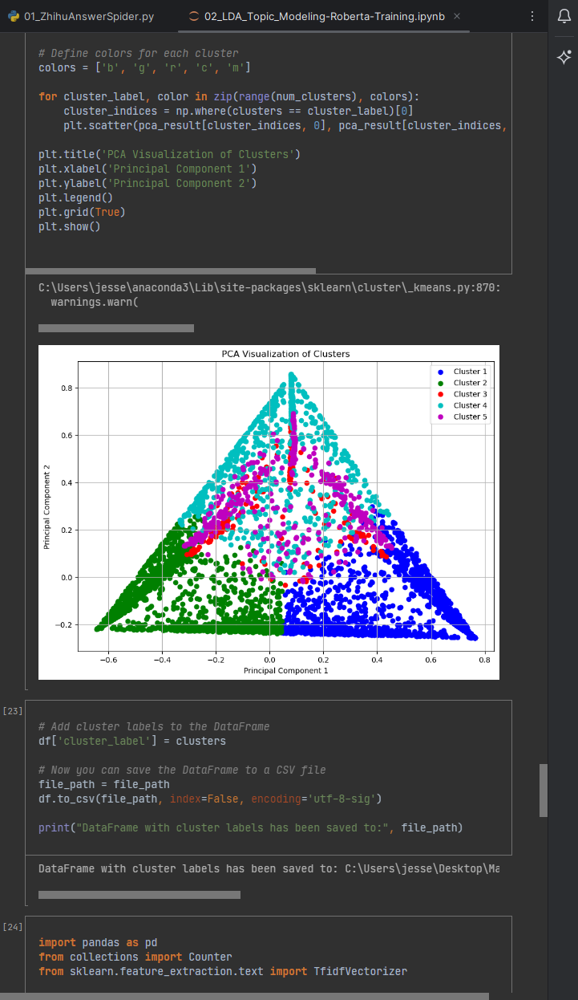 01_ZhihuAnswerSpider.py
02_LDA_Topic_Modeling-Roberta-Training.ipynb
# Define colors for each cluster
colors = ['b', 'g', 'r', 'c', 'm']
for cluster_label, color in zip(range(num_clusters), colors):
    cluster_indices = np.where(clusters == cluster_label)[0]
    plt.scatter(pca_result[cluster_indices, 0], pca_result[cluster_indices,
plt.title('PCA Visualization of Clusters')
plt.xlabel('Principal Component 1')
plt.ylabel('Principal Component 2')
plt.legend()
plt.grid(True)
plt.show()
C:\Users\jesse\anaconda3\Lib\site-packages\sklearn\cluster\_kmeans.py:870:
  warnings.warn(
PCA Visualization of Clusters
Cluster 1
Cluster 2
Cluster 3
Cluster 4
Cluster 5
0.8
0.6
0.4
0.2
0.0
−0.2
Principal Component 2
−0.6 −0.4 −0.2 0.0 0.2 0.4 0.6 0.8
Principal Component 1
[23]
# Add cluster labels to the DataFrame
df['cluster_label'] = clusters
# Now you can save the DataFrame to a CSV file
file_path = file_path
df.to_csv(file_path, index=False, encoding='utf-8-sig')
print("DataFrame with cluster labels has been saved to:", file_path)
DataFrame with cluster labels has been saved to: C:\Users\jesse\Desktop\Ma
[24]
import pandas as pd
from collections import Counter
from sklearn.feature_extraction.text import TfidfVectorizer